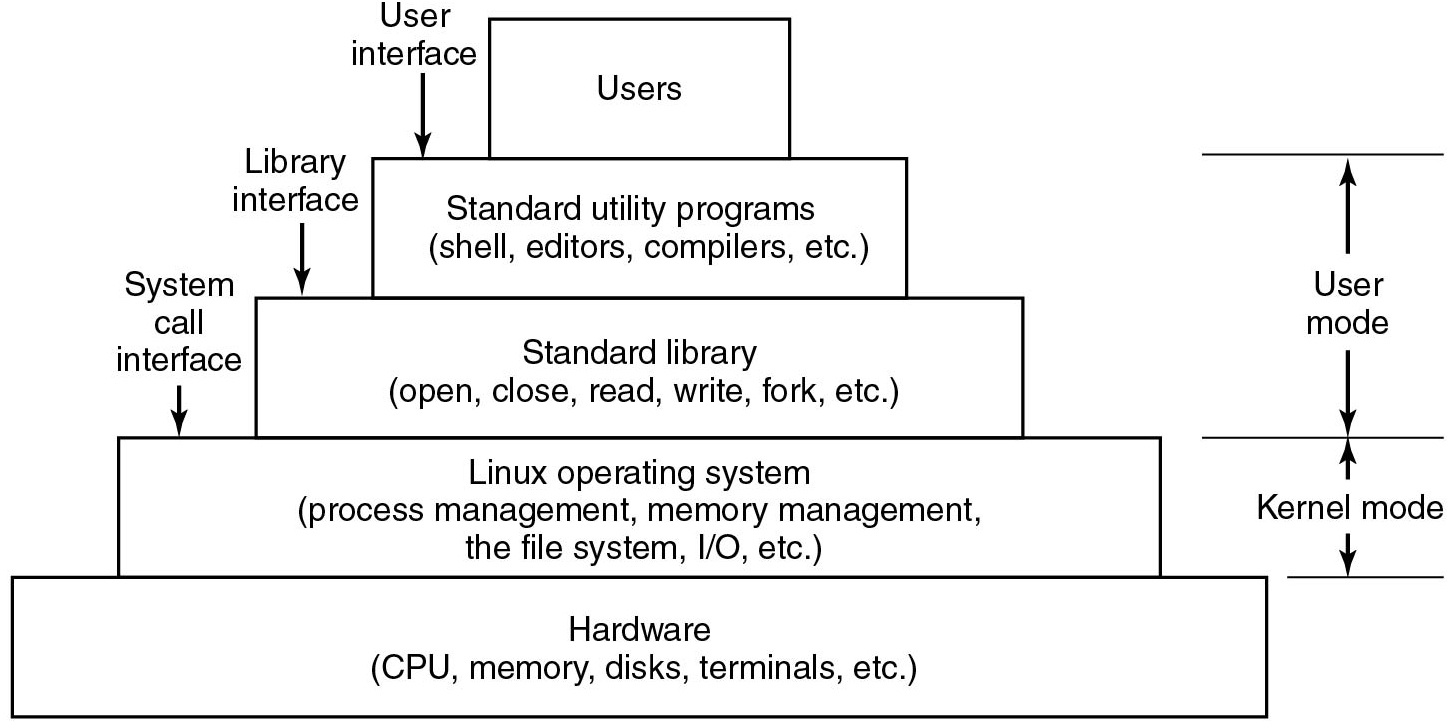 User
interface
Users
Library
interface
Standard utility programs
(shell, editors, compilers, etc.)
System
call
interface
User
mode
Standard library
(open, close, read, write, fork, etc.)
Linux operating system
(process management, memory management,
the file system, I/O, etc.)
Kernel mode
Hardware
(CPU, memory, disks, terminals, etc.)